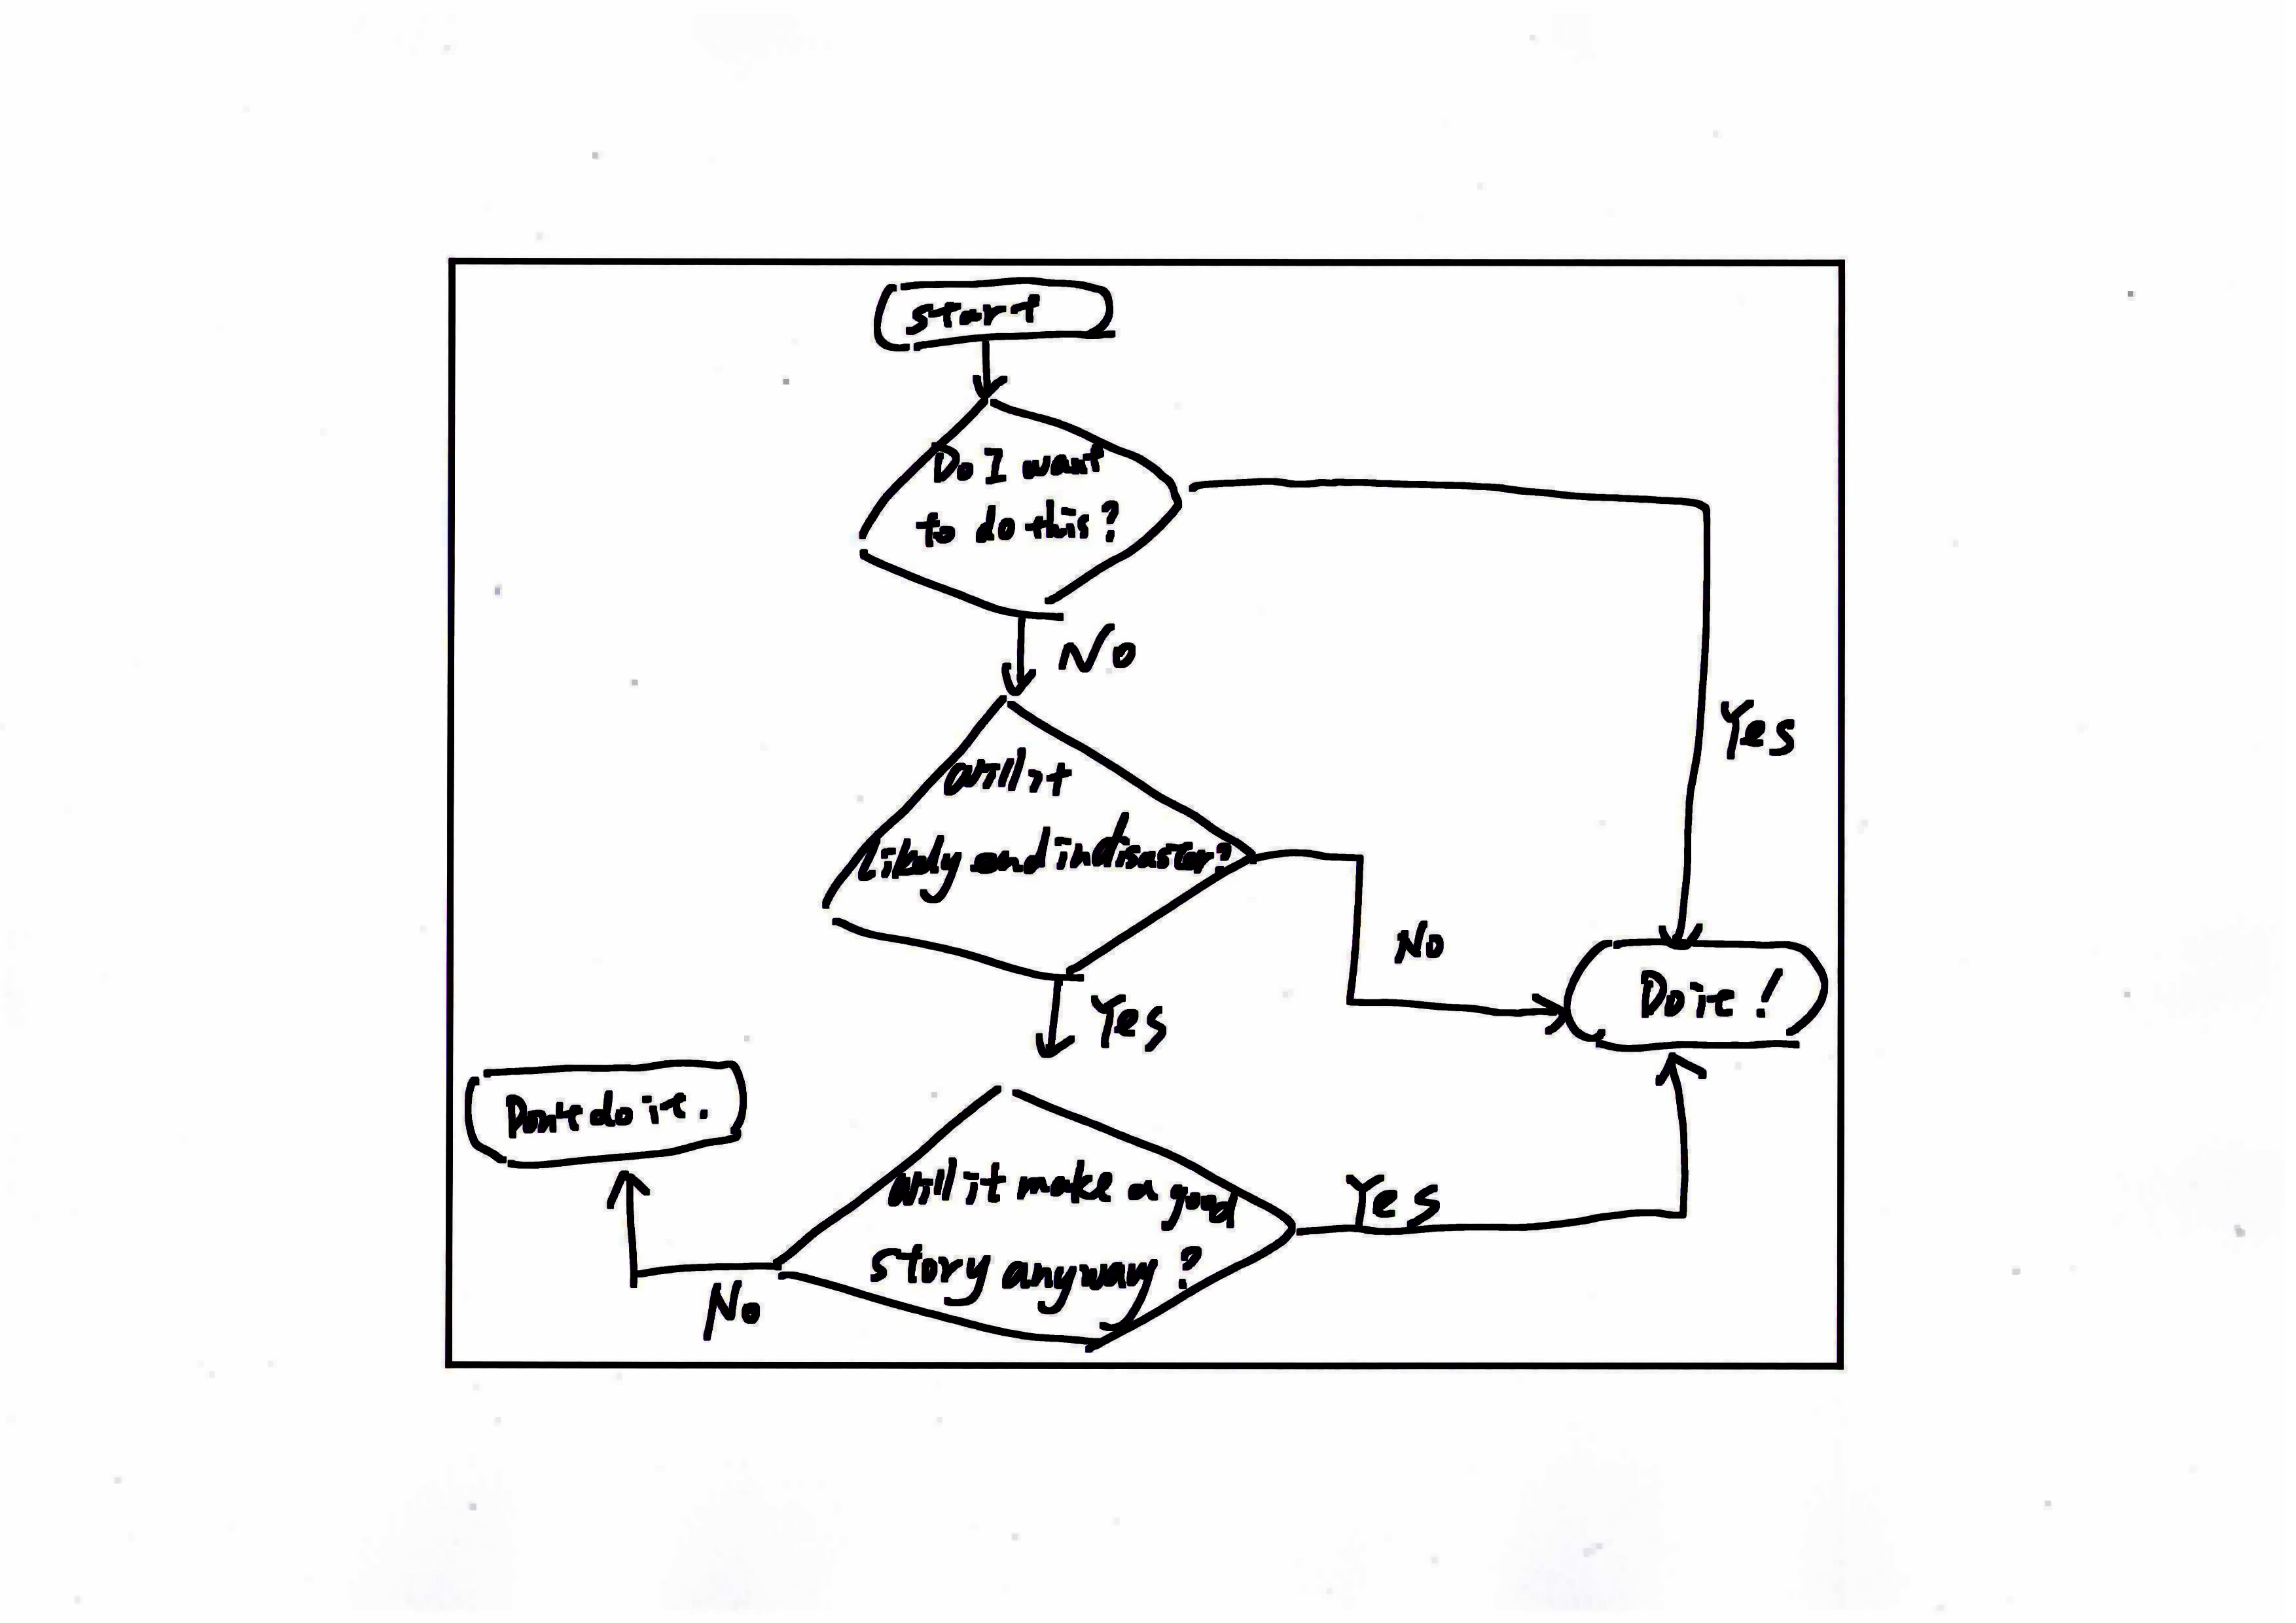 start
Do I want
to do this?
No
Yes
will it
likely end in disaster?
No
Do it!
Yes
Dont do it.
will it make a good
story anyway?
Yes
No